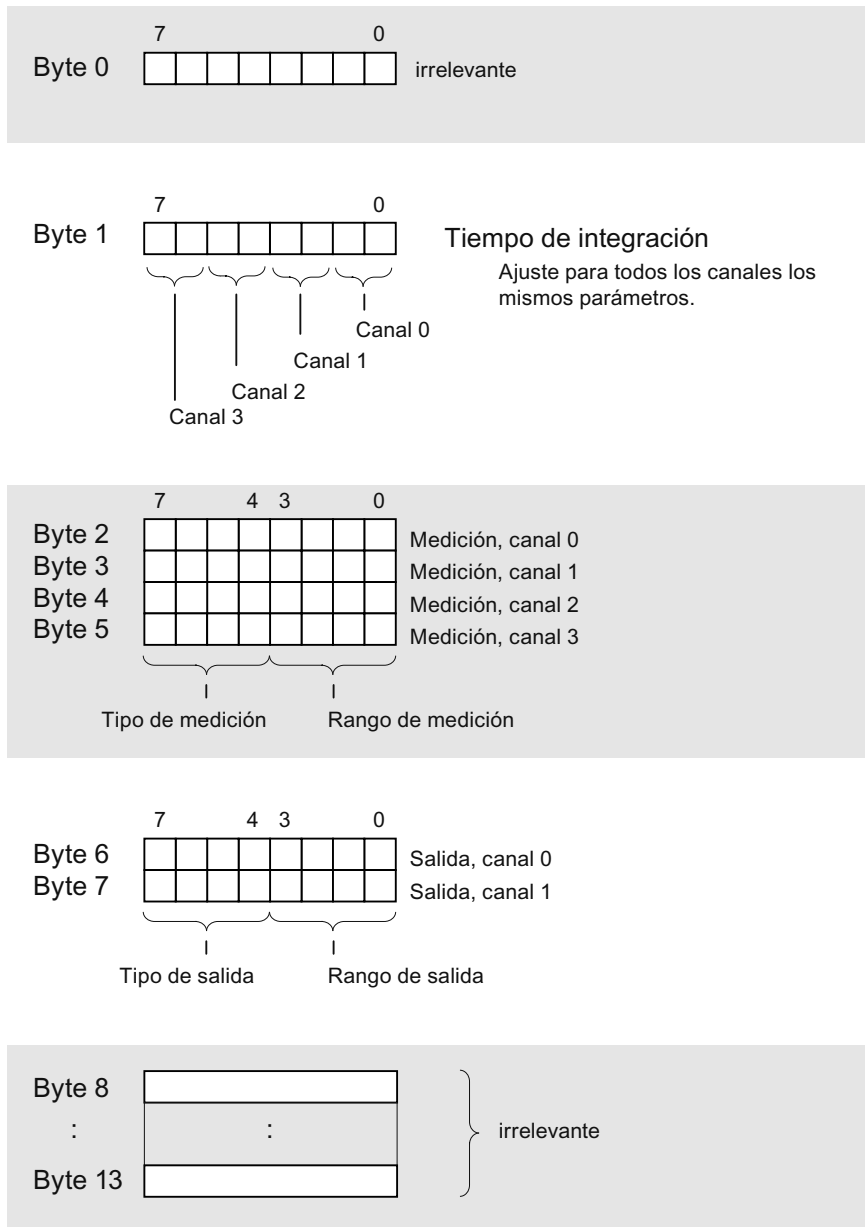 7 0
Byte 0 irrelevante
7 0
Byte 1 Tiempo de integración
Ajuste para todos los canales los
mismos parámetros.
Canal 0
Canal 1
Canal 2
Canal 3
7 4 3 0
Byte 2 Medición, canal 0
Byte 3 Medición, canal 1
Byte 4 Medición, canal 2
Byte 5 Medición, canal 3
Tipo de medición Rango de medición
7 4 3 0
Byte 6 Salida, canal 0
Byte 7 Salida, canal 1
Tipo de salida Rango de salida
Byte 8
: : irrelevante
Byte 13